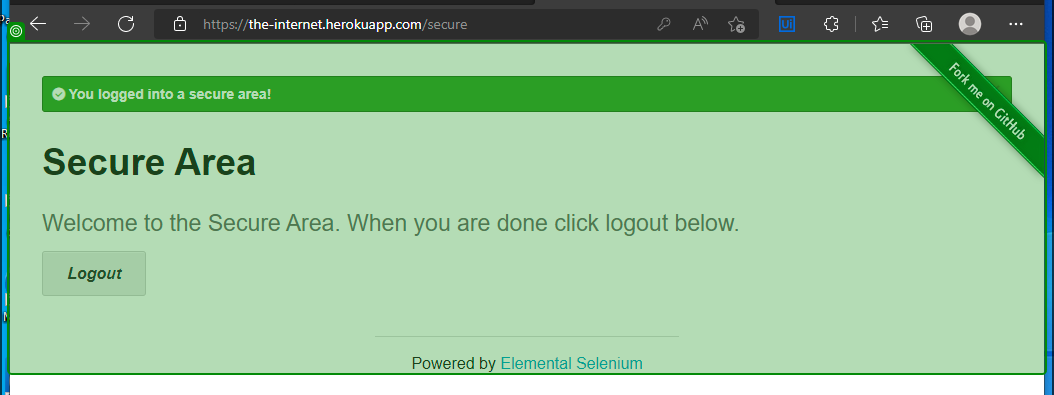 https://the-internet.herokuapp.com/secure
You logged into a secure area!
Fork me on GitHub
Secure Area
Welcome to the Secure Area. When you are done click logout below.
Logout
Powered by Elemental Selenium